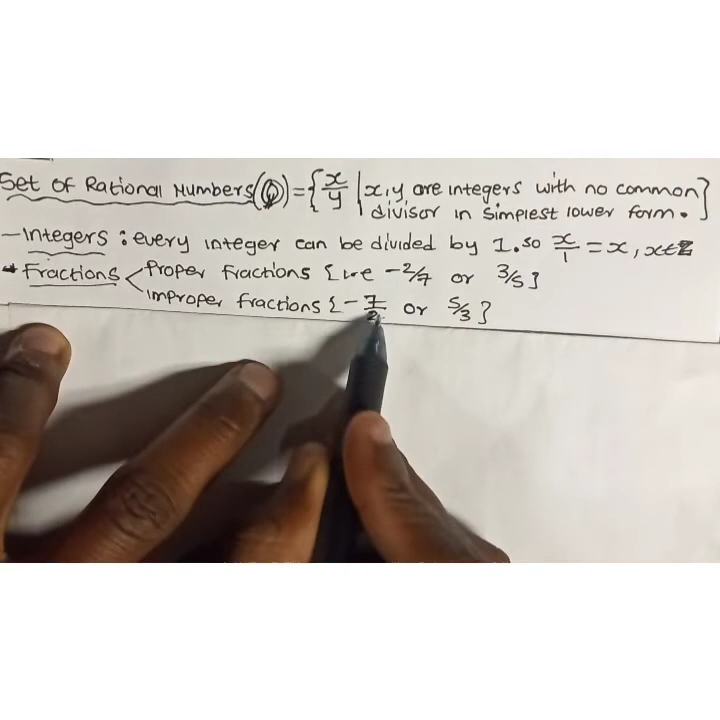 Set of Rational Numbers(Q) = {x/y | x,y are integers with no common}
divisor in simplest lower form.
- Integers : every integer can be divided by 1. so x/1 = x, x∈Z
- Fractions < Proper fractions {i.e -2/7 or 3/5}
improper fractions {-7/2 or 5/3}